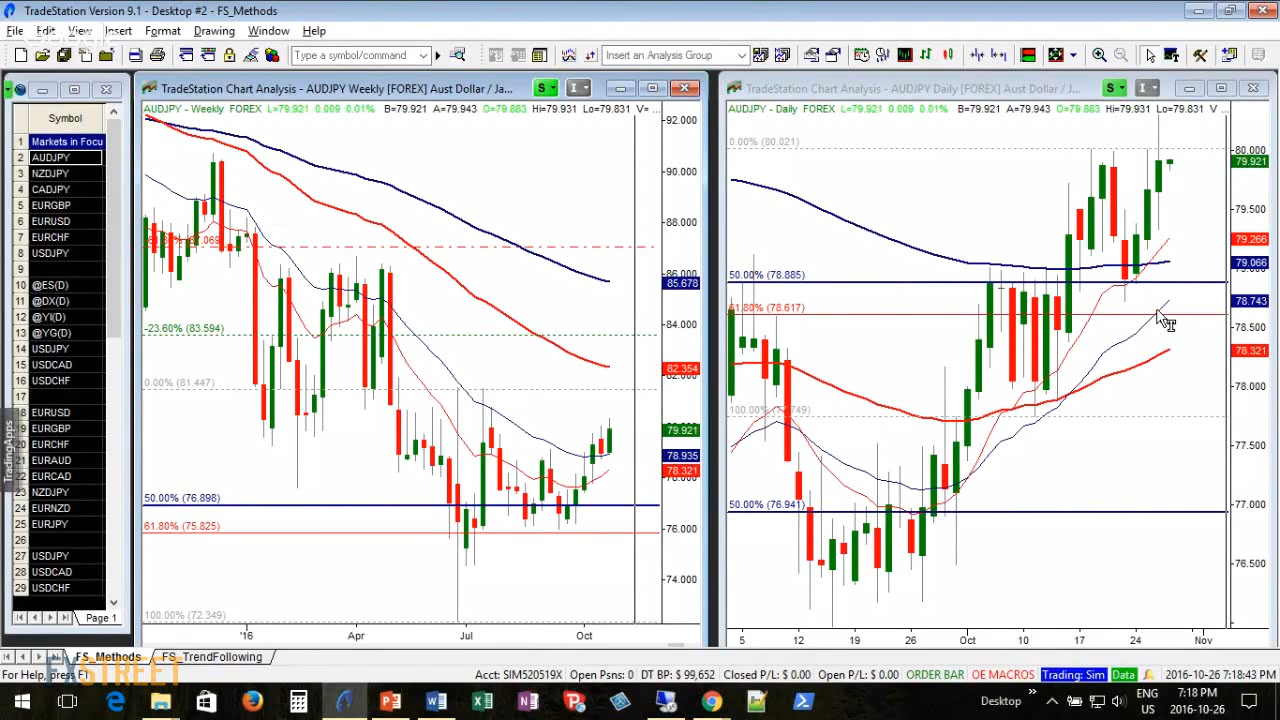 TradeStation Version 9.1 - Desktop #2 - FS_Methods
File Edit View Insert Format Drawing Window Help
Type a symbol/command
Insert an Analysis Group
TradeStation Chart Analysis - AUDJPY Weekly [FOREX] Aust Dollar / Ja...
S
I
TradeStation Chart Analysis - AUDJPY Daily [FOREX] Aust Dollar / J...
S
I
Symbol
1 Markets in Focu
2 AUDJPY
3 NZDJPY
4 CADJPY
5 EURGBP
6 EURUSD
7 EURCHF
8 USDJPY
9
10 @ES(D)
11 @DX(D)
12 @YI(D)
13 @YG(D)
14 USDJPY
15 USDCAD
16 USDCHF
17
18 EURUSD
19 EURGBP
20 EURCHF
21 EURAUD
22 EURCAD
23 NZDJPY
24 EURNZD
25 EURJPY
26
27 USDJPY
28 USDCAD
29 USDCHF
Page 1
TradingApps
AUDJPY - Weekly FOREX L=79.921 0.009 0.01% B=79.921 A=79.943 O=79.883 Hi=79.931 Lo=79.831 V=...
92.000
90.000
88.000
86.000
85.678
84.000
82.354
82.000
79.921
78.935
78.321
78.000
76.000
74.000
-23.60% (83.594)
0.00% (81.447)
50.00% (76.898)
61.80% (75.825)
100.00% (72.349)
'16 Apr Jul Oct
AUDJPY - Daily FOREX L=79.921 0.009 0.01% B=79.921 A=79.943 O=79.883 Hi=79.931 Lo=79.831 V ...
0.00% (80.021)
50.00% (78.885)
61.80% (78.617)
50.00% (76.941)
80.000
79.921
79.500
79.266
79.066
78.743
78.500
78.321
78.000
77.500
77.000
76.500
5 12 19 26 Oct 10 17 24 Nov
FS_Methods FS_TrendFollowing
FXSTREET
For Help, press F1
Acct: SIM520519X Open Psns: 0 DT BP: $ 99,652 Closed P/L: $ 0.00 Open P/L: $ 0.00 ORDER BAR OE MACROS Trading: Sim Data 2016-10-26 7:18:43 PM
Desktop
ENG
7:18 PM
2016-10-26